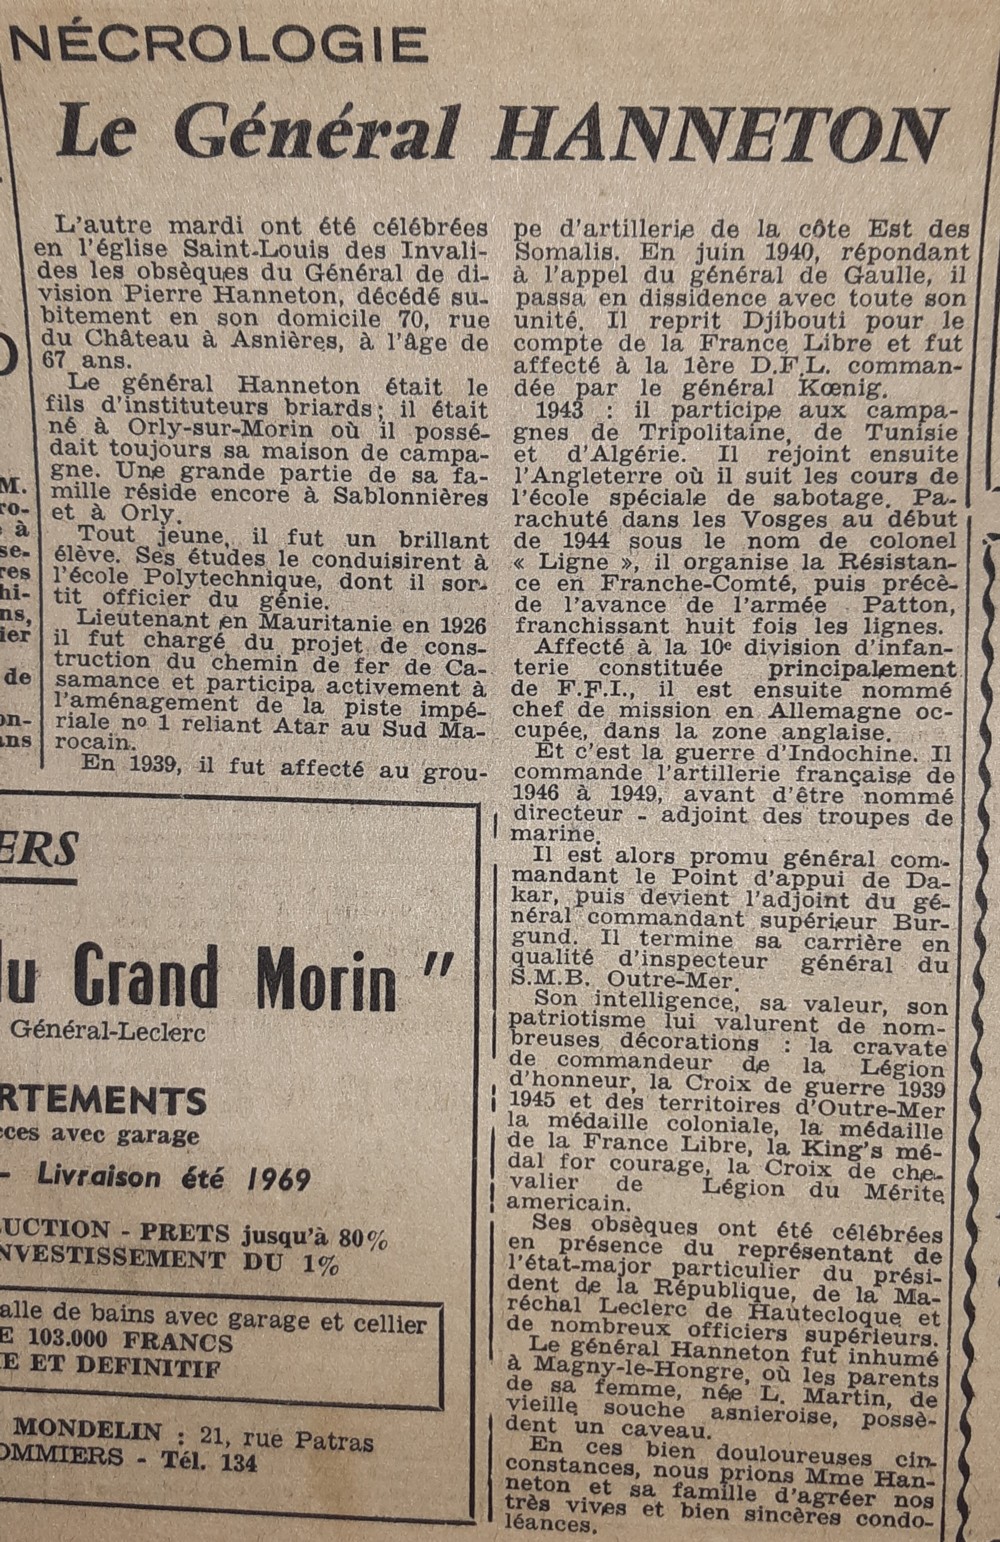 NÉCROLOGIE
Le Général HANNETON
L'autre mardi ont été célébrées
en l'église Saint-Louis des Invali-
des les obsèques du Général de di-
vision Pierre Hanneton, décédé su-
bitement en son domicile 70, rue
du Château à Asnières, à l'âge de
67 ans.
Le général Hanneton était le
fils d'instituteurs briards; il était
né à Orly-sur-Morin où il possé-
dait toujours sa maison de campa-
gne. Une grande partie de sa fa-
mille réside encore à Sablonnières
et à Orly.
Tout jeune, il fut un brillant
élève. Ses études le conduisirent à
l'école Polytechnique, dont il sor-
tit officier du génie.
Lieutenant en Mauritanie en 1926
il fut chargé du projet de cons-
truction du chemin de fer de Ca-
samance et participa activement à
l'aménagement de la piste impé-
riale nº 1 reliant Atar au Sud Ma-
rocain.
En 1939, il fut affecté au grou-
pe d'artillerie de la côte Est des
Somalis. En juin 1940, répondant
à l'appel du général de Gaulle, il
passa en dissidence avec toute son
unité. Il reprit Djibouti pour le
compte de la France Libre et fut
affecté à la 1ère D.F.L. comman-
dée par le général Kœnig.
1943 : il participe aux campa-
gnes de Tripolitaine, de Tunisie
et d'Algérie. Il rejoint ensuite
l'Angleterre où il suit les cours de
l'école spéciale de sabotage. Pa-
rachuté dans les Vosges au début
de 1944 sous le nom de colonel
« Ligne », il organise la Résistan-
ce en Franche-Comté, puis précè-
de l'avance de l'armée Patton,
franchissant huit fois les lignes.
Affecté à la 10e division d'infan-
terie constituée principalement
de F.F.I., il est ensuite nommé
chef de mission en Allemagne oc-
cupée, dans la zone anglaise.
Et c'est la guerre d'Indochine. Il
commande l'artillerie française de
1946 à 1949, avant d'être nommé
directeur - adjoint des troupes de
marine.
Il est alors promu général com-
mandant le Point d'appui de Da-
kar, puis devient l'adjoint du gé-
néral commandant supérieur Bur-
gund. Il termine sa carrière en
qualité d'inspecteur général du
S.M.B. Outre-Mer.
Son intelligence, sa valeur, son
patriotisme lui valurent de nom-
breuses décorations : la cravate
de commandeur de la Légion
d'honneur, la Croix de guerre 1939
1945 et des territoires d'Outre-Mer
la médaille coloniale, la médaille
de la France Libre, la King's mé-
dal for courage, la Croix de che-
valier de Légion du Mérite
americain.
Ses obsèques ont été célébrées
en présence du représentant de
l'état-major particulier du prési-
dent de la République, de la Ma-
réchal Leclerc de Hautecloque et
de nombreux officiers supérieurs.
Le général Hanneton fut inhumé
à Magny-le-Hongre, où les parents
de sa femme, née L. Martin, de
vieille souche asnieroise, possè-
dent un caveau.
En ces bien douloureuses cir-
constances, nous prions Mme Han-
neton et sa famille d'agréer nos
très vives et bien sincères condo-
léances.
M.
ro-
à
se-
res
hi-
ns,
ier
de
on-
ans
ERS
du Grand Morin "
Général-Leclerc
RTEMENTS
ces avec garage
- Livraison été 1969
UCTION - PRETS jusqu'à 80%
NVESTISSEMENT DU 1%
alle de bains avec garage et cellier
E 103.000 FRANCS
E ET DEFINITIF
MONDELIN : 21, rue Patras
OMMIERS - Tél. 134